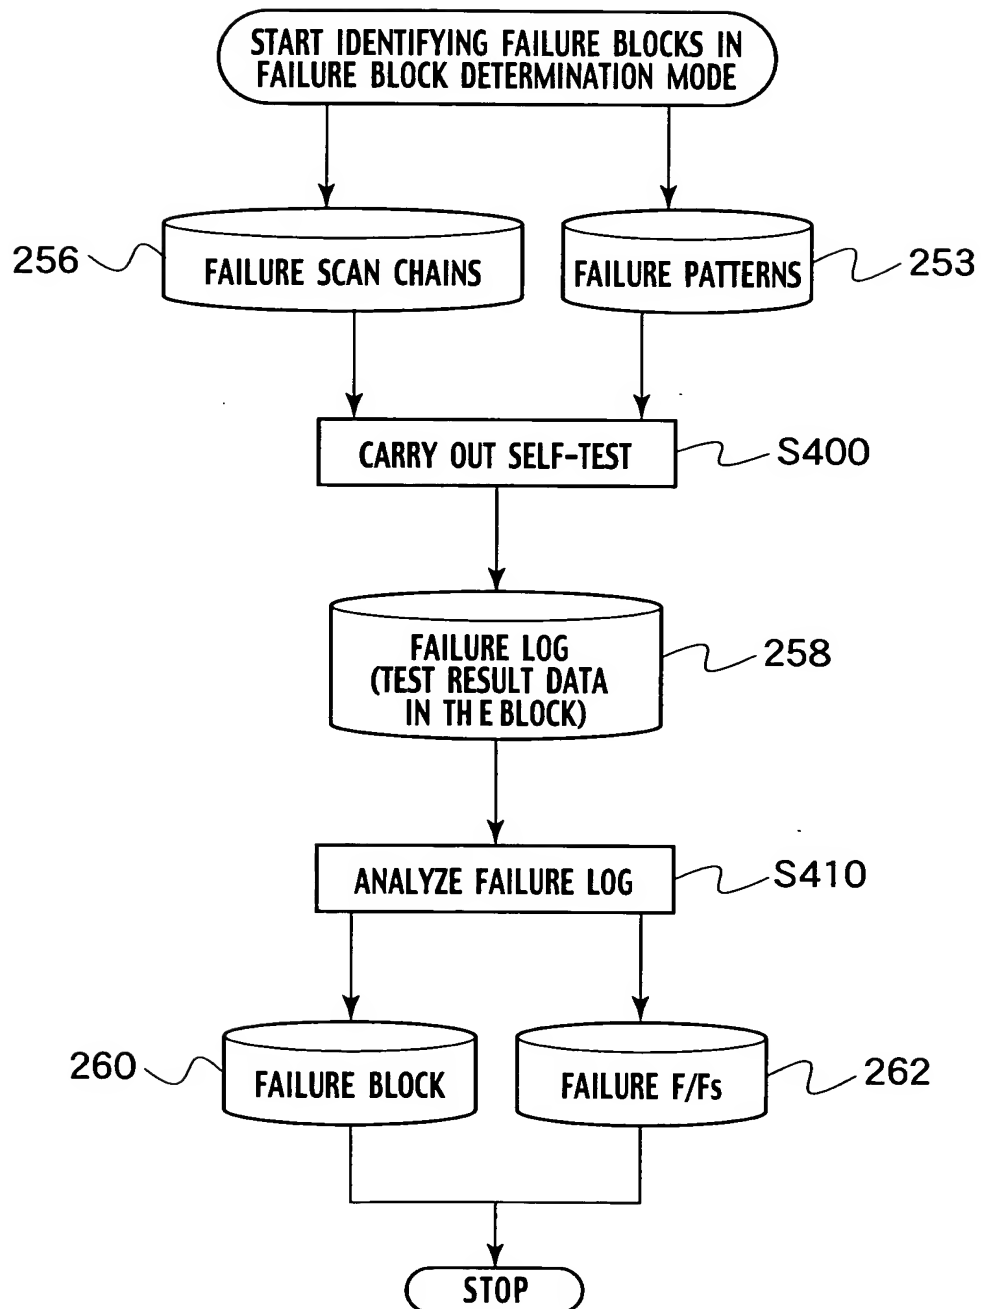 START IDENTIFYING FAILURE BLOCKS IN
FAILURE BLOCK DETERMINATION MODE
256
FAILURE SCAN CHAINS
FAILURE PATTERNS
253
CARRY OUT SELF-TEST
S400
FAILURE LOG
(TEST RESULT DATA
IN TH E BLOCK)
258
ANALYZE FAILURE LOG
S410
260
FAILURE BLOCK
FAILURE F/Fs
262
STOP